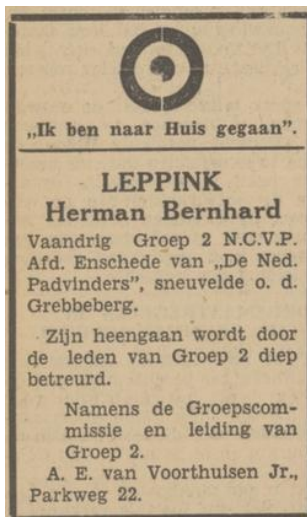 „Ik ben naar Huis gegaan”.
LEPPINK
Herman Bernhard
Vaandrig Groep 2 N.C.V.P.
Afd. Enschede van „De Ned.
Padvinders”, sneuvelde o. d.
Grebbeberg.
Zijn heengaan wordt door
de leden van Groep 2 diep
betreurd.
Namens de Groepscom-
missie en leiding van
Groep 2.
A. E. van Voorthuisen Jr.,
Parkweg 22.